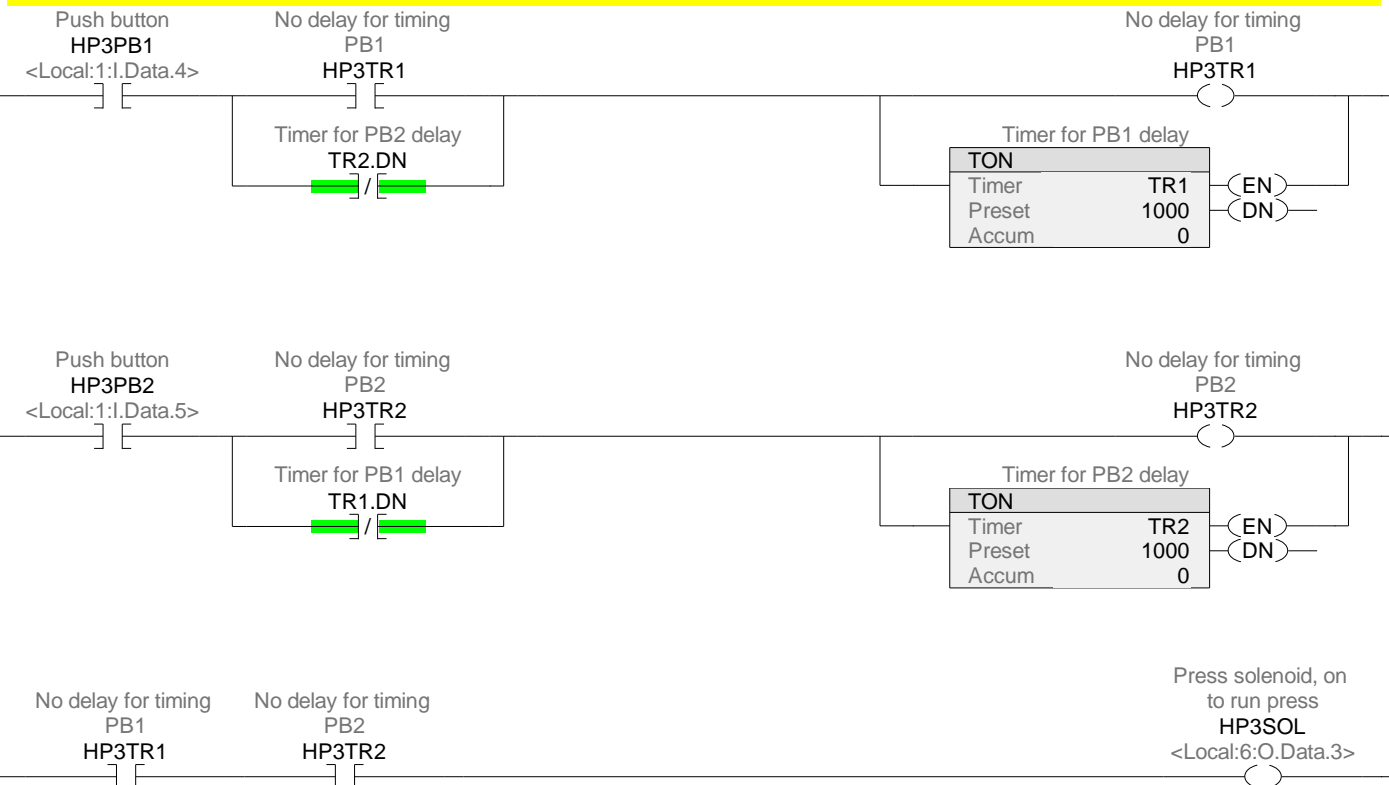 Push button
HP3PB1
<Local:1:I.Data.4>
No delay for timing
PB1
HP3TR1
No delay for timing
PB1
HP3TR1
Timer for PB2 delay
TR2.DN
/
Timer for PB1 delay
TON
Timer TR1 EN
Preset 1000 DN
Accum 0
Push button
HP3PB2
<Local:1:I.Data.5>
No delay for timing
PB2
HP3TR2
No delay for timing
PB2
HP3TR2
Timer for PB1 delay
TR1.DN
/
Timer for PB2 delay
TON
Timer TR2 EN
Preset 1000 DN
Accum 0
No delay for timing
PB1
HP3TR1
No delay for timing
PB2
HP3TR2
Press solenoid, on
to run press
HP3SOL
<Local:6:O.Data.3>